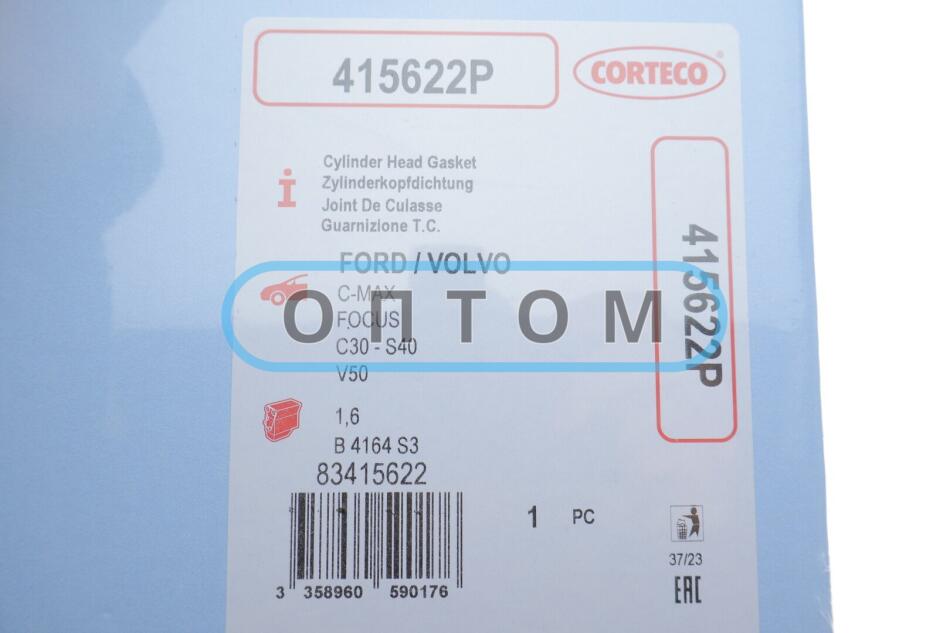 415622P
CORTECO
Cylinder Head Gasket
Zylinderkopfdichtung
Joint De Culasse
Guarnizione T.C.
FORD / VOLVO
C-MAX
FOCUS
C30 - S40
V50
ОПТОМ
415622P
1,6
B 4164 S3
83415622
1 PC
3 358960 590176
37/23
EAC